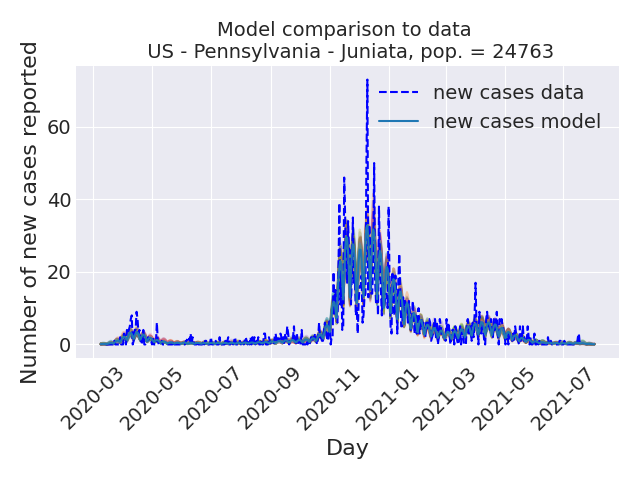 Model comparison to data
US - Pennsylvania - Juniata, pop. = 24763
new cases data
new cases model
Number of new cases reported
60
40
20
0
2020-03
2020-05
2020-07
2020-09
2020-11
2021-01
2021-03
2021-05
2021-07
Day